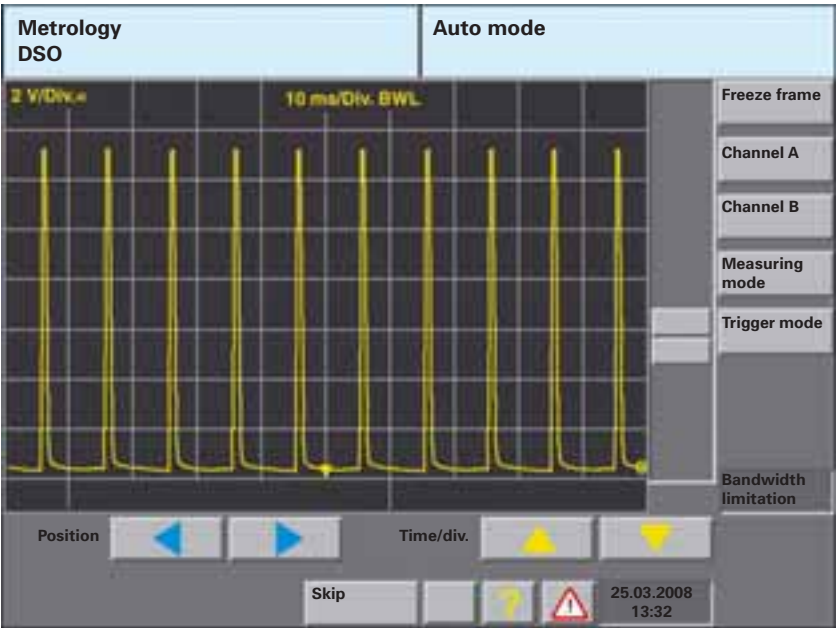 Metrology
DSO
Auto mode
2 V/Div.=
10 ms/Div. BWL
Freeze frame
Channel A
Channel B
Measuring
mode
Trigger mode
Bandwidth
limitation
Position
Time/div.
Skip
?
25.03.2008
13:32